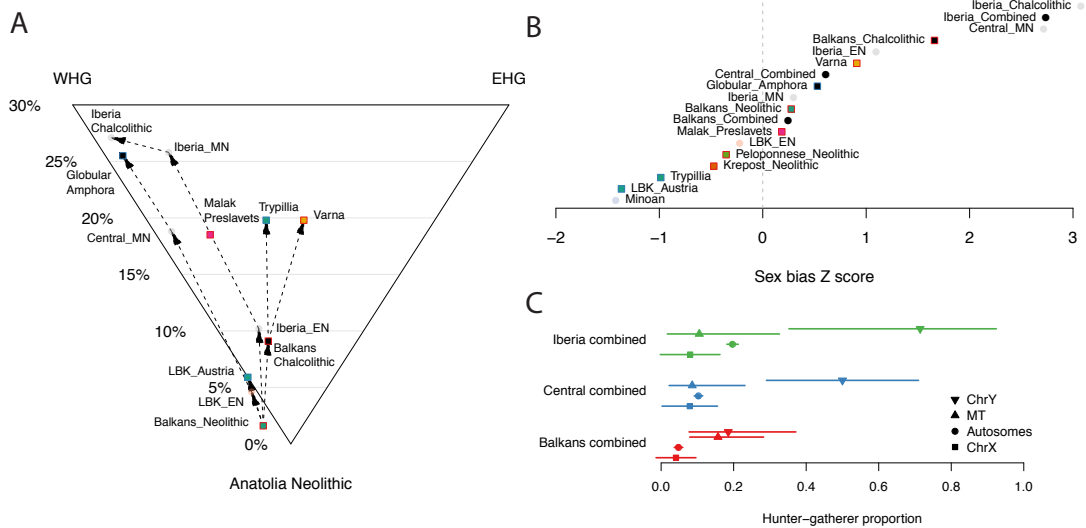 A
WHG
EHG
30%
Iberia
Chalcolithic
Iberia_MN
25%
Globular
Amphora
Malak
Preslavets
Trypillia
Varna
20%
Central_MN
15%
10%
Iberia_EN
Balkans
Chalcolithic
LBK_Austria
5%
LBK_EN
Balkans_Neolithic
0%
Anatolia Neolithic
B
Iberia_Chalcolithic
Iberia_Combined
Central_MN
Balkans_Chalcolithic
Iberia_EN
Varna
Central_Combined
Globular_Amphora
Iberia_MN
Balkans_Neolithic
Balkans_Combined
Malak_Preslavets
LBK_EN
Peloponnese_Neolithic
Krepost_Neolithic
Trypillia
LBK_Austria
Minoan
−2 −1 0 1 2 3
Sex bias Z score
C
Iberia combined
Central combined
Balkans combined
ChrY
MT
Autosomes
ChrX
0.0 0.2 0.4 0.6 0.8 1.0
Hunter-gatherer proportion